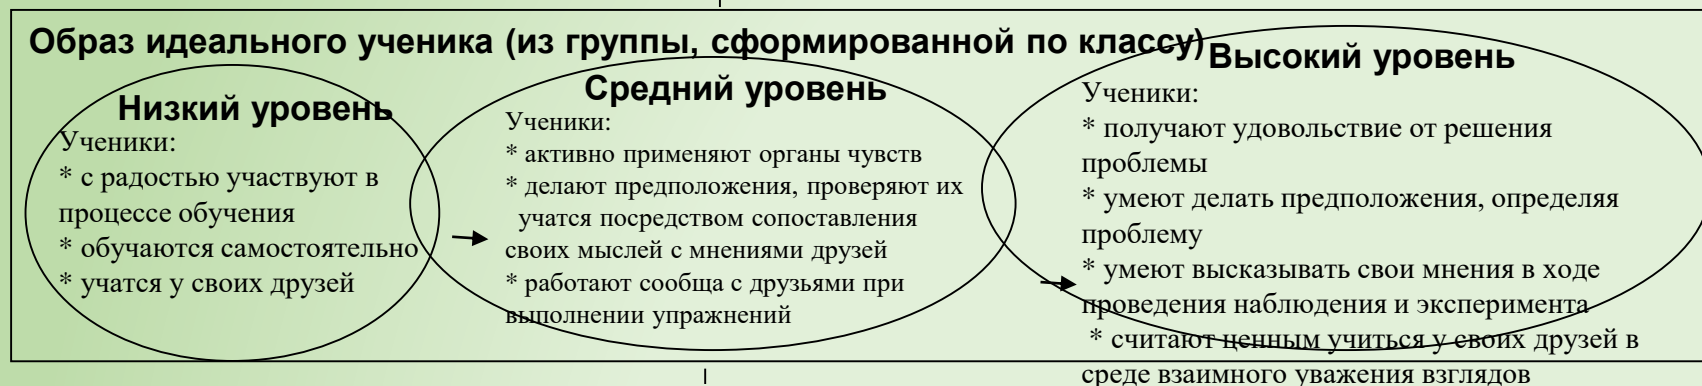 Образ идеального ученика (из группы, сформированной по классу)
Низкий уровень
Ученики:
* с радостью участвуют в
процессе обучения
* обучаются самостоятельно
* учатся у своих друзей
Средний уровень
Ученики:
* активно применяют органы чувств
* делают предположения, проверяют их
учатся посредством сопоставления
своих мыслей с мнениями друзей
* работают сообща с друзьями при
выполнении упражнений
Высокий уровень
Ученики:
* получают удовольствие от решения
проблемы
* умеют делать предположения, определяя
проблему
* умеют высказывать свои мнения в ходе
проведения наблюдения и эксперимента
* считают ценным учиться у своих друзей в
среде взаимного уважения взглядов